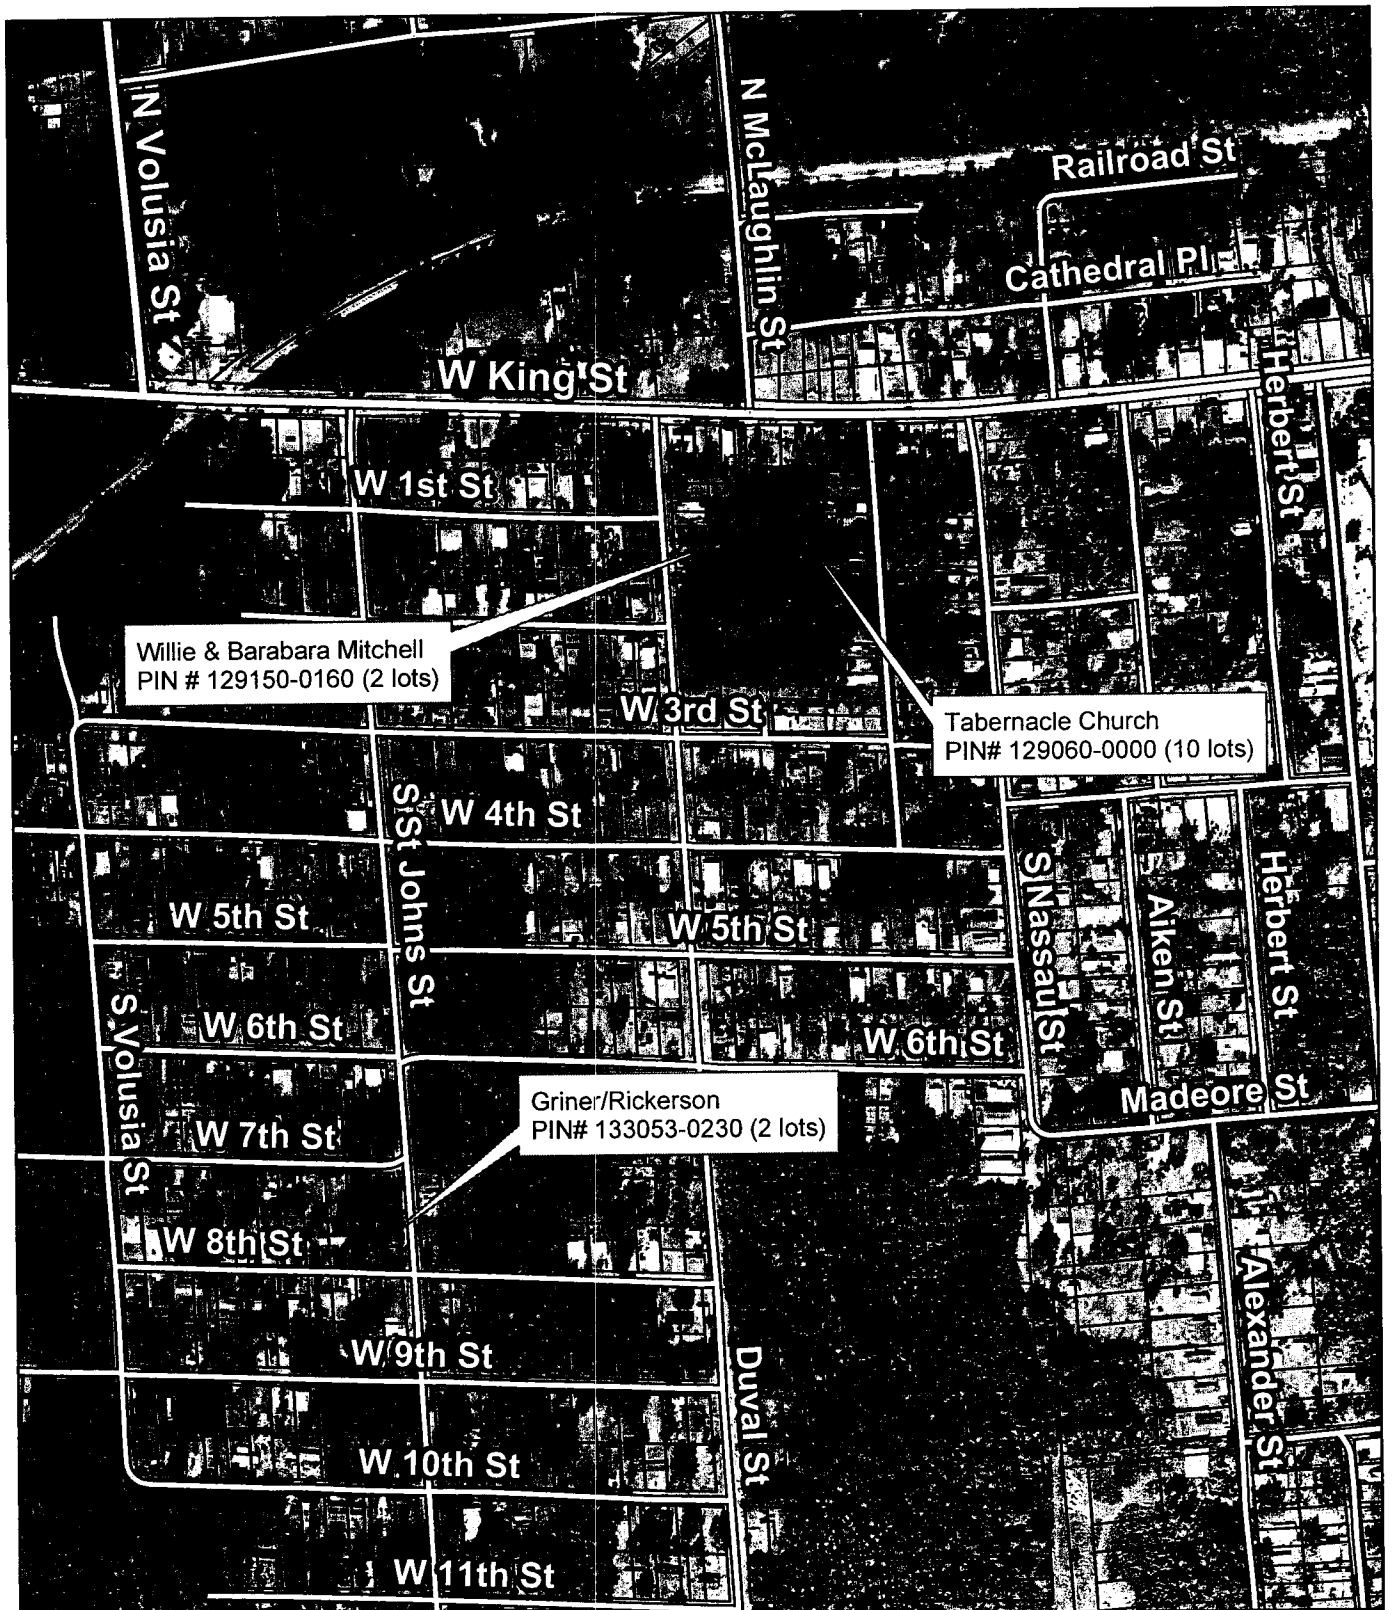 N Volusia St
N McLaughlin St
Railroad St
Cathedral Pl
W King St
Herbert St
W 1st St
Willie & Barabara Mitchell
PIN # 129150-0160 (2 lots)
W 3rd St
Tabernacle Church
PIN# 129060-0000 (10 lots)
S St Johns St
W 4th St
S Nassau St
Aiken St
Herbert St
W 5th St
W 5th St
S Volusia St
W 6th St
W 6th St
Griner/Rickerson
PIN# 133053-0230 (2 lots)
Madeore St
W 7th St
W 8th St
Alexander St
W 9th St
Duval St
W 10th St
W 11th St